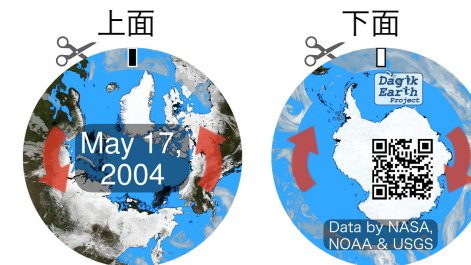 上面
下面
May 17,
2004
Dagik
Earth
Project
Data by NASA,
NOAA & USGS